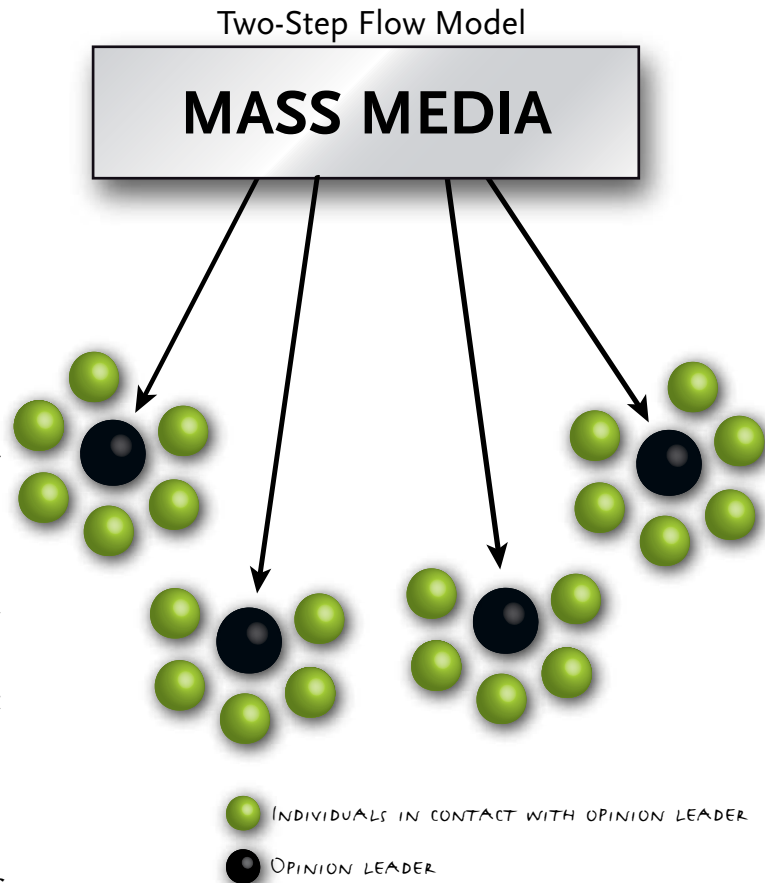 Two-Step Flow Model
MASS MEDIA
INDIVIDUALS IN CONTACT WITH OPINION LEADER
OPINION LEADER